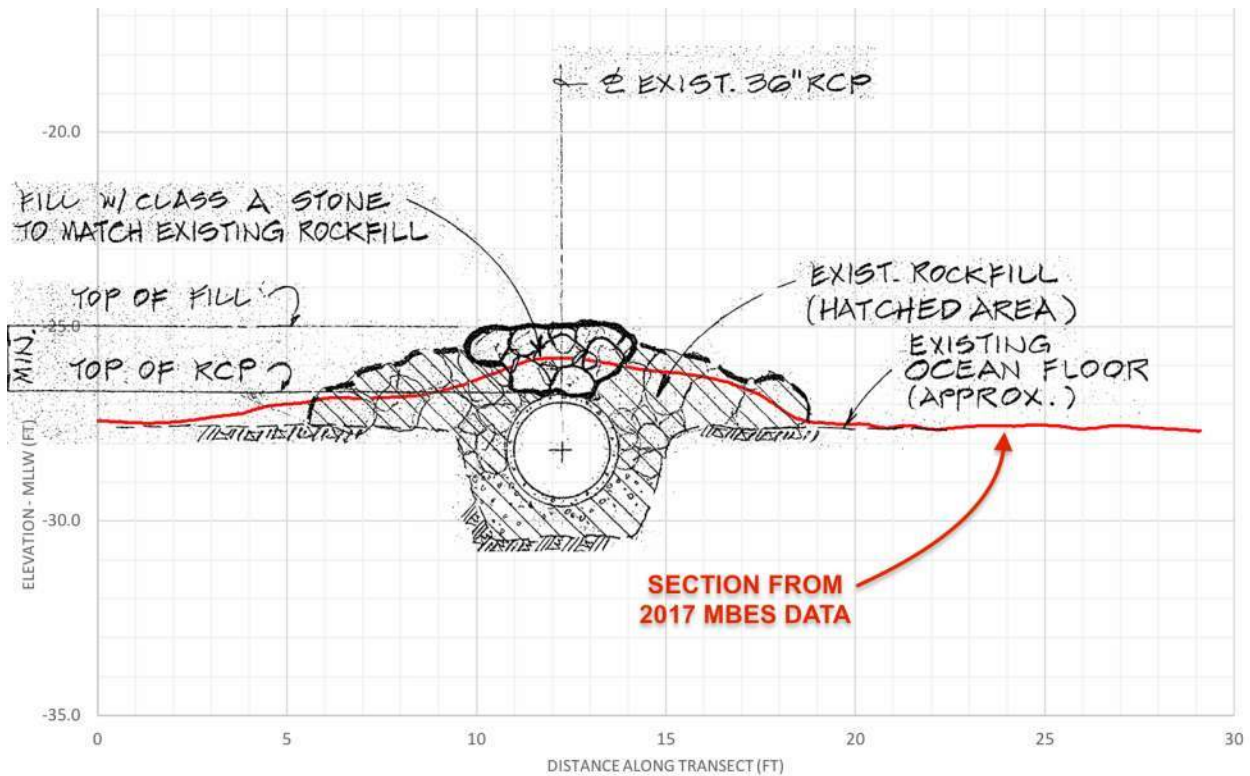 ℄ EXIST. 36" RCP
-20.0
FILL W/ CLASS A STONE
TO MATCH EXISTING ROCKFILL
EXIST. ROCKFILL
(HATCHED AREA)
TOP OF FILL
-25.0
EXISTING
OCEAN FLOOR
(APPROX.)
MIN.
TOP OF RCP
ELEVATION - MLLW (FT)
-30.0
SECTION FROM
2017 MBES DATA
-35.0
0 5 10 15 20 25 30
DISTANCE ALONG TRANSECT (FT)